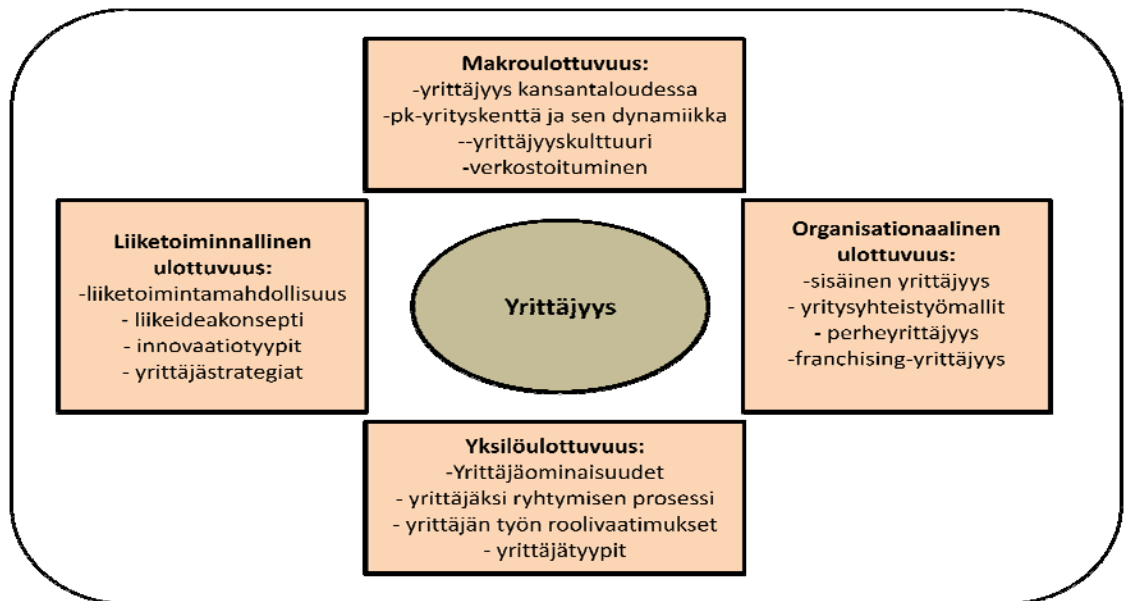 Makroulottuvuus:
-yrittäjyys kansantaloudessa
-pk-yrityskenttä ja sen dynamiikka
--yrittäjyyskulttuuri
-verkostoituminen
Liiketoiminnallinen
ulottuvuus:
-liiketoimintamahdollisuus
- liikeideakonsepti
- innovaatiotyypit
- yrittäjästrategiat
Yrittäjyys
Organisationaalinen
ulottuvuus:
-sisäinen yrittäjyys
- yritysyhteistyömallit
- perheyrittäjyys
-franchising-yrittäjyys
Yksilöulottuvuus:
-Yrittäjäominaisuudet
- yrittäjäksi ryhtymisen prosessi
- yrittäjän työn roolivaatimukset
- yrittäjätyypit